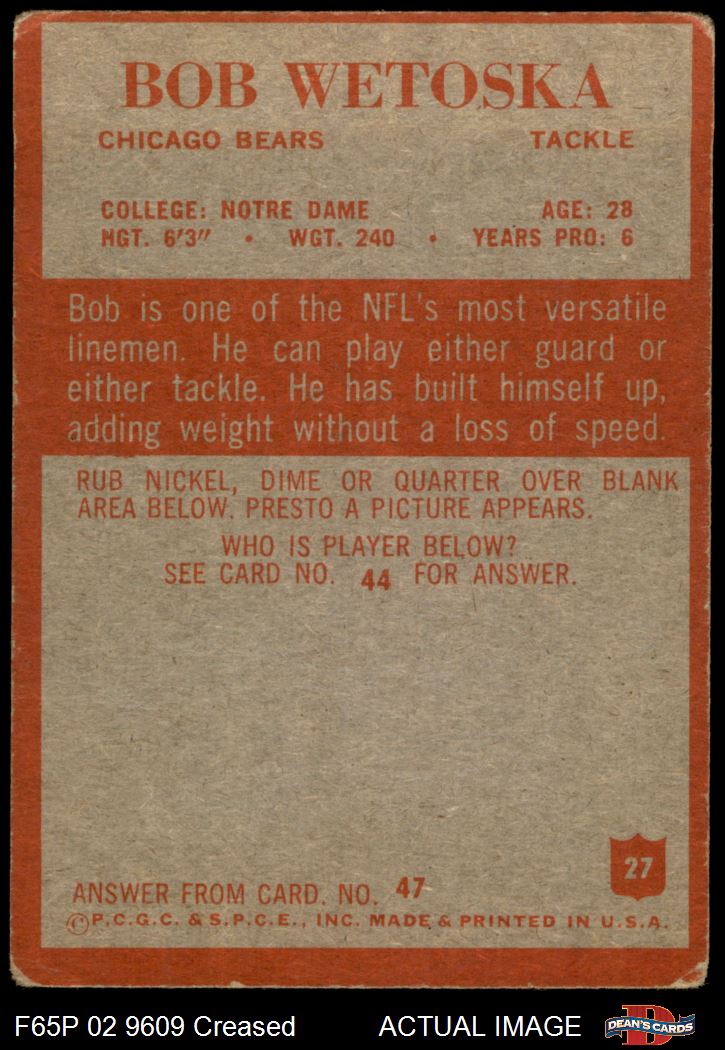 BOB WETOSKA
CHICAGO BEARS TACKLE
COLLEGE: NOTRE DAME AGE: 28
HGT. 6'3" • WGT. 240 • YEARS PRO: 6
Bob is one of the NFL's most versatile
linemen. He can play either guard or
either tackle. He has built himself up,
adding weight without a loss of speed.
RUB NICKEL, DIME OR QUARTER OVER BLANK
AREA BELOW. PRESTO A PICTURE APPEARS.
WHO IS PLAYER BELOW?
SEE CARD NO. 44 FOR ANSWER.
27
ANSWER FROM CARD. NO. 47
©P.C.G.C. & S.P.C.E., INC. MADE & PRINTED IN U.S.A.
F65P 02 9609 Creased ACTUAL IMAGE D DEAN'S CARDS